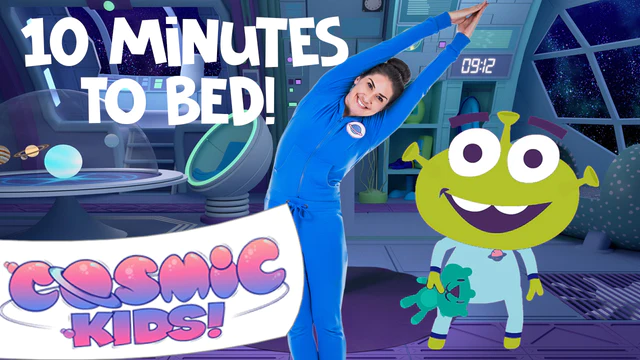 10 MiNUTES
TO BED!
09:12
COSMiC
KiDS!